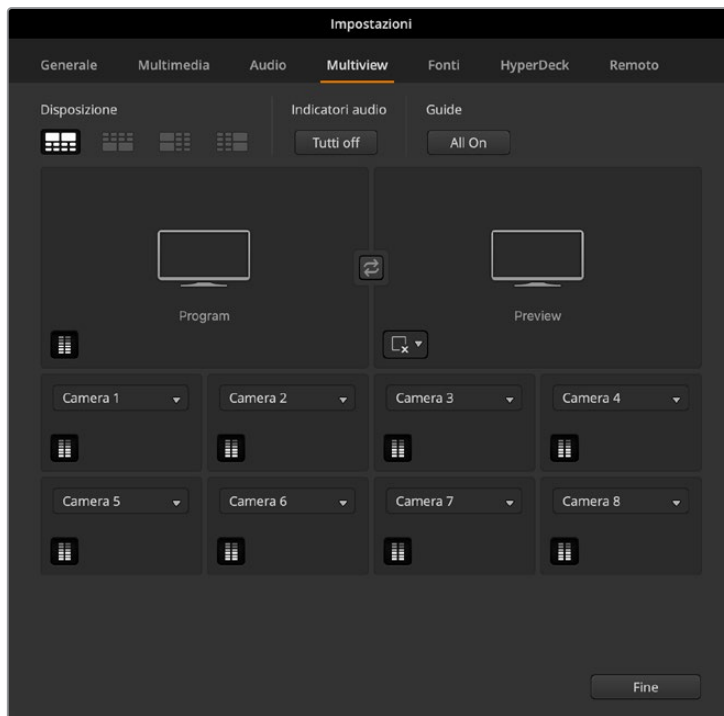 Impostazioni
Generale Multimedia Audio Multiview Fonti HyperDeck Remoto
Disposizione Indicatori audio Guide
Tutti off All On
Program Preview
Camera 1 Camera 2 Camera 3 Camera 4
Camera 5 Camera 6 Camera 7 Camera 8
Fine